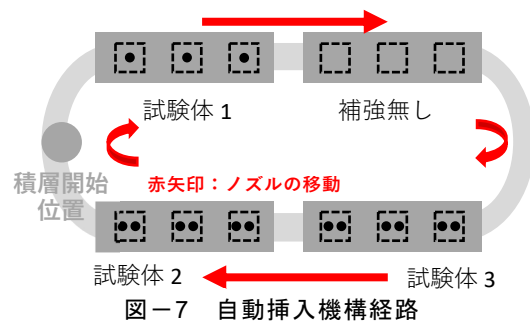 試験体 1
補強無し
積層開始
位置
赤矢印：ノズルの移動
試験体 2
試験体 3
図－7　自動挿入機構経路